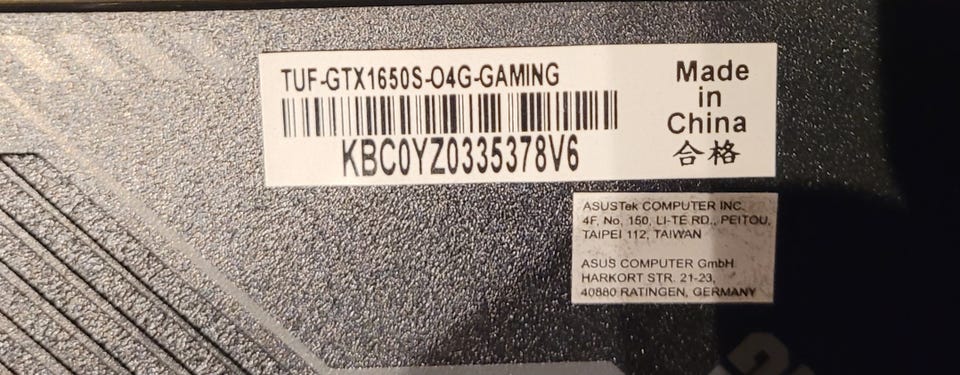 TUF-GTX1650S-O4G-GAMING
KBC0YZ0335378V6
Made
in
China
合格
ASUSTek COMPUTER INC.
4F, No, 150, LI-TE RD., PEITOU,
TAIPEI 112, TAIWAN
ASUS COMPUTER GmbH
HARKORT STR. 21-23,
40880 RATINGEN, GERMANY